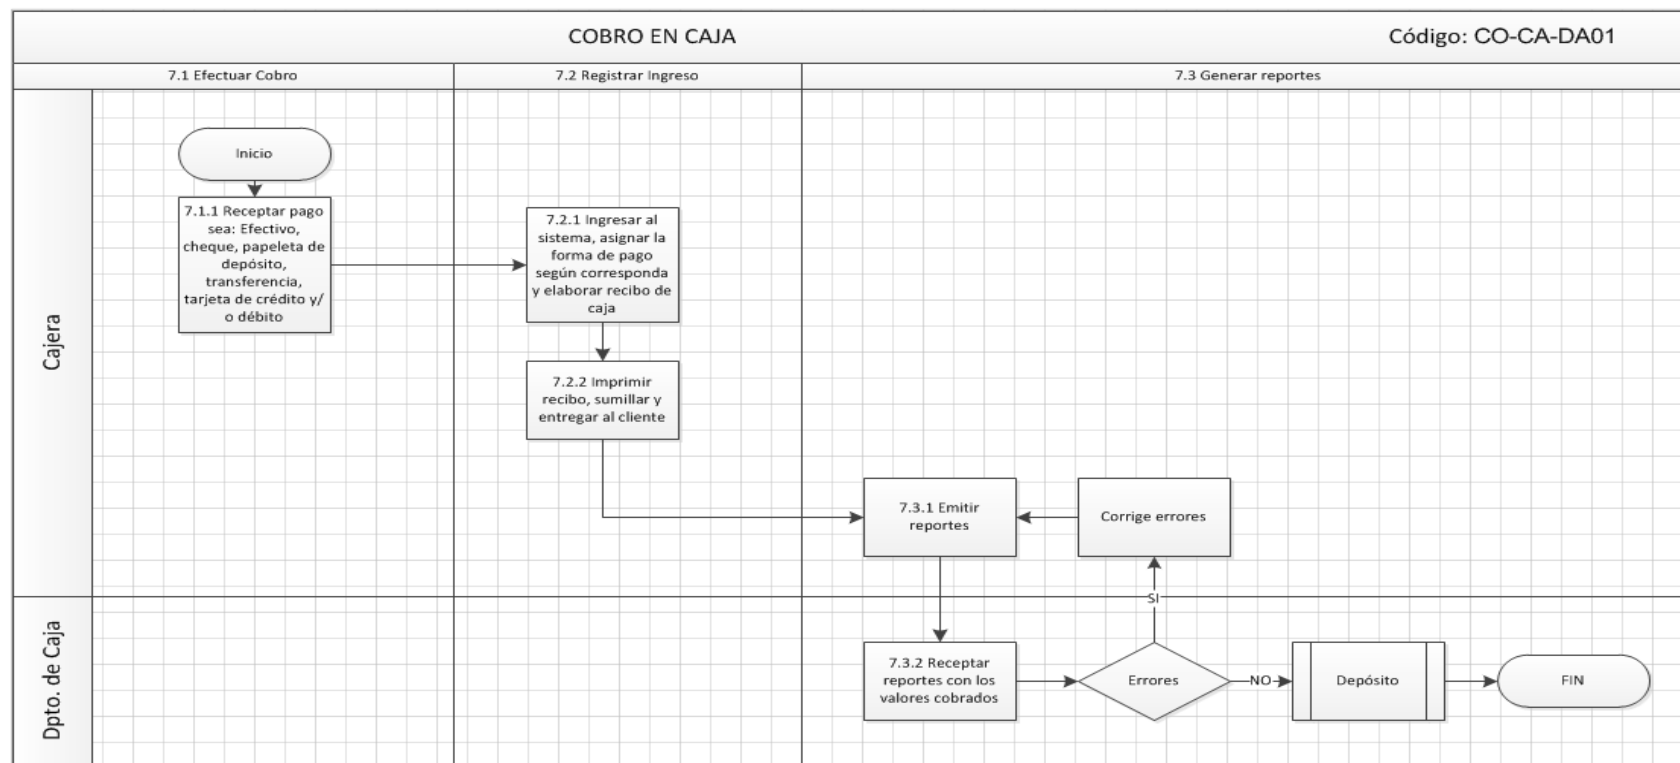 COBRO EN CAJA
Código: CO-CA-DA01
7.1 Efectuar Cobro
7.2 Registrar Ingreso
7.3 Generar reportes
Cajera
Inicio
7.1.1 Receptar pago
sea: Efectivo,
cheque, papeleta de
depósito,
transferencia,
tarjeta de crédito y/
o débito
7.2.1 Ingresar al
sistema, asignar la
forma de pago
según corresponda
y elaborar recibo de
caja
7.2.2 Imprimir
recibo, sumillar y
entregar al cliente
7.3.1 Emitir
reportes
Corrige errores
SI
Dpto. de Caja
7.3.2 Receptar
reportes con los
valores cobrados
Errores
NO
Depósito
FIN